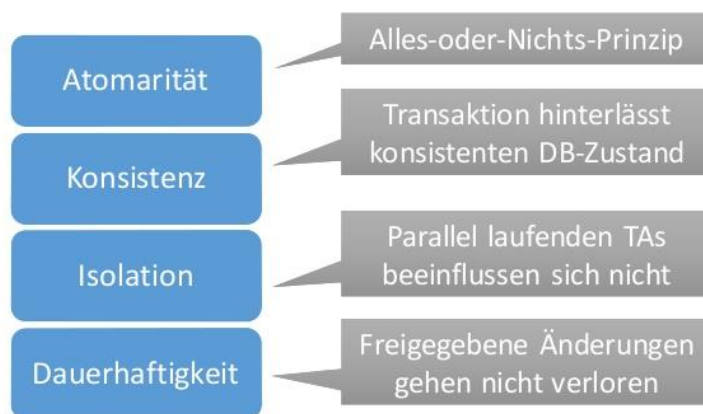 Atomarität
Alles-oder-Nichts-Prinzip
Konsistenz
Transaktion hinterlässt
konsistenten DB-Zustand
Isolation
Parallel laufenden TAs
beeinflussen sich nicht
Dauerhaftigkeit
Freigegebene Änderungen
gehen nicht verloren